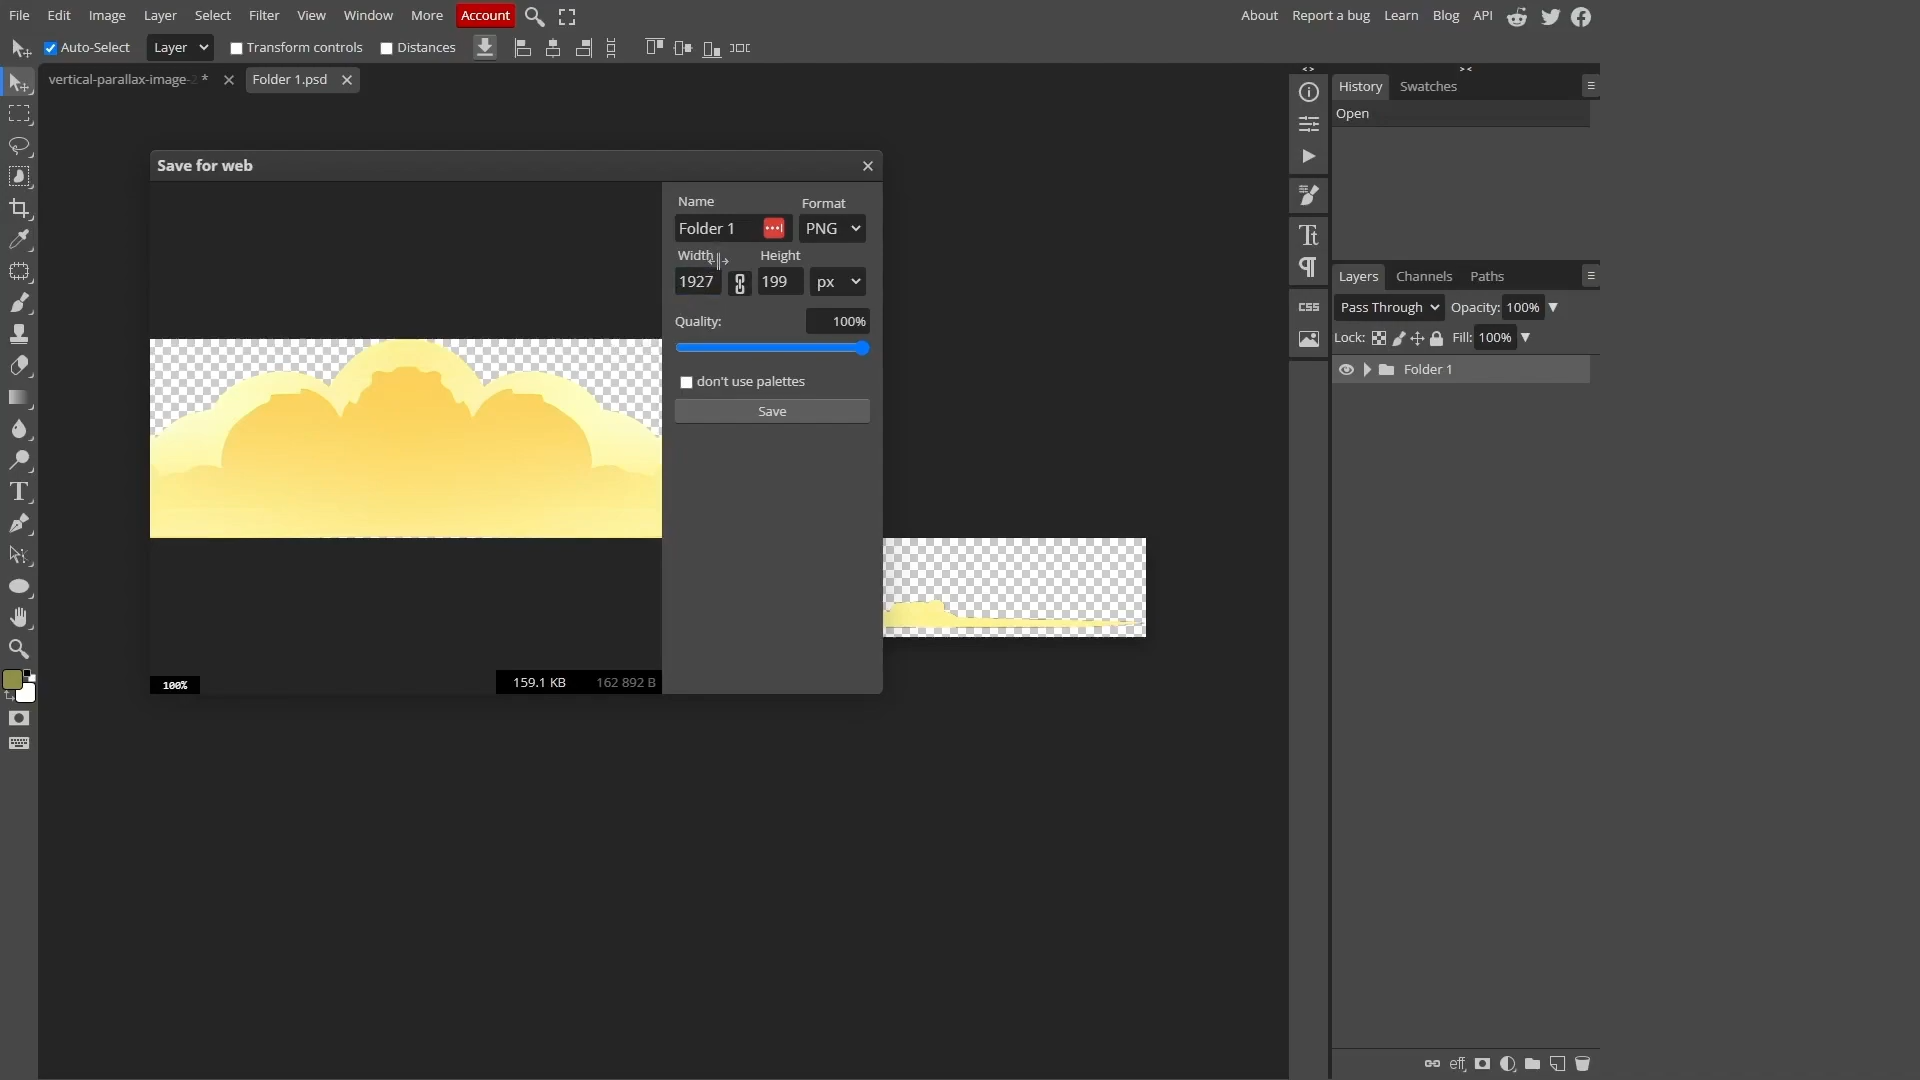 File Edit Image Layer Select Filter View Window More Account About Report a bug Learn Blog API
Auto-Select Layer Transform controls Distances
vertical-parallax-image- * Folder 1.psd
History Swatches
Open
Save for web
Name Format
Folder 1 PNG
Width Height
1927 199 px
Quality: 100%
don't use palettes
Save
100% 159.1 KB 162 892 B
CSS
Layers Channels Paths
Pass Through Opacity: 100%
Lock: Fill: 100%
Folder 1
eff